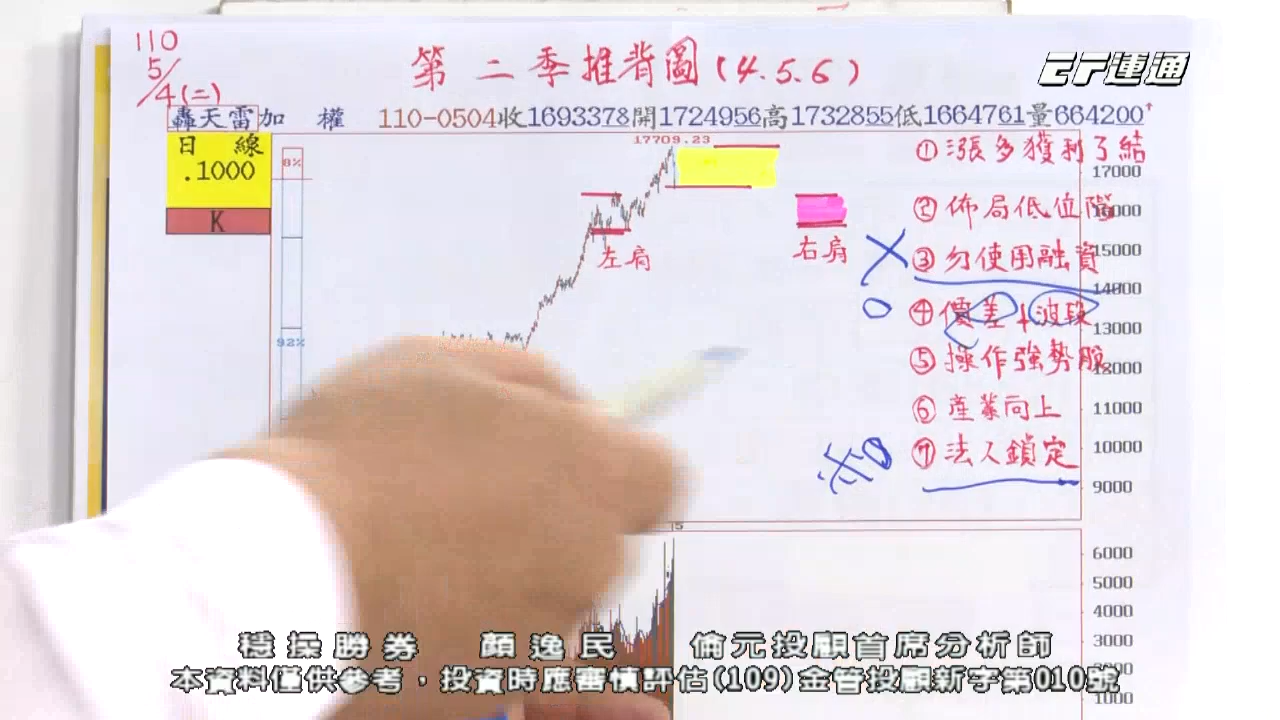 110
5/4(二)
第二季推背圖(4.5.6)
EF運通
轟天雷加 權 110-0504收1693378開1724956高1732855低1664761量664200↑
日 線
.1000
K
8%
92%
17709.23
左肩
右肩
①漲多獲利了結
17000
②佈局低位階
16000
15000
③勿使用融資
14000
④價差+波段
13000
⑤操作強勢股
12000
⑥產業向上
11000
10000
⑦法人鎖定
9000
15
6000
5000
4000
3000
2000
1000
穩操勝券 顏逸民 倫元投顧首席分析師
本資料僅供參考，投資時應審慎評估(109)金管投顧新字第010號